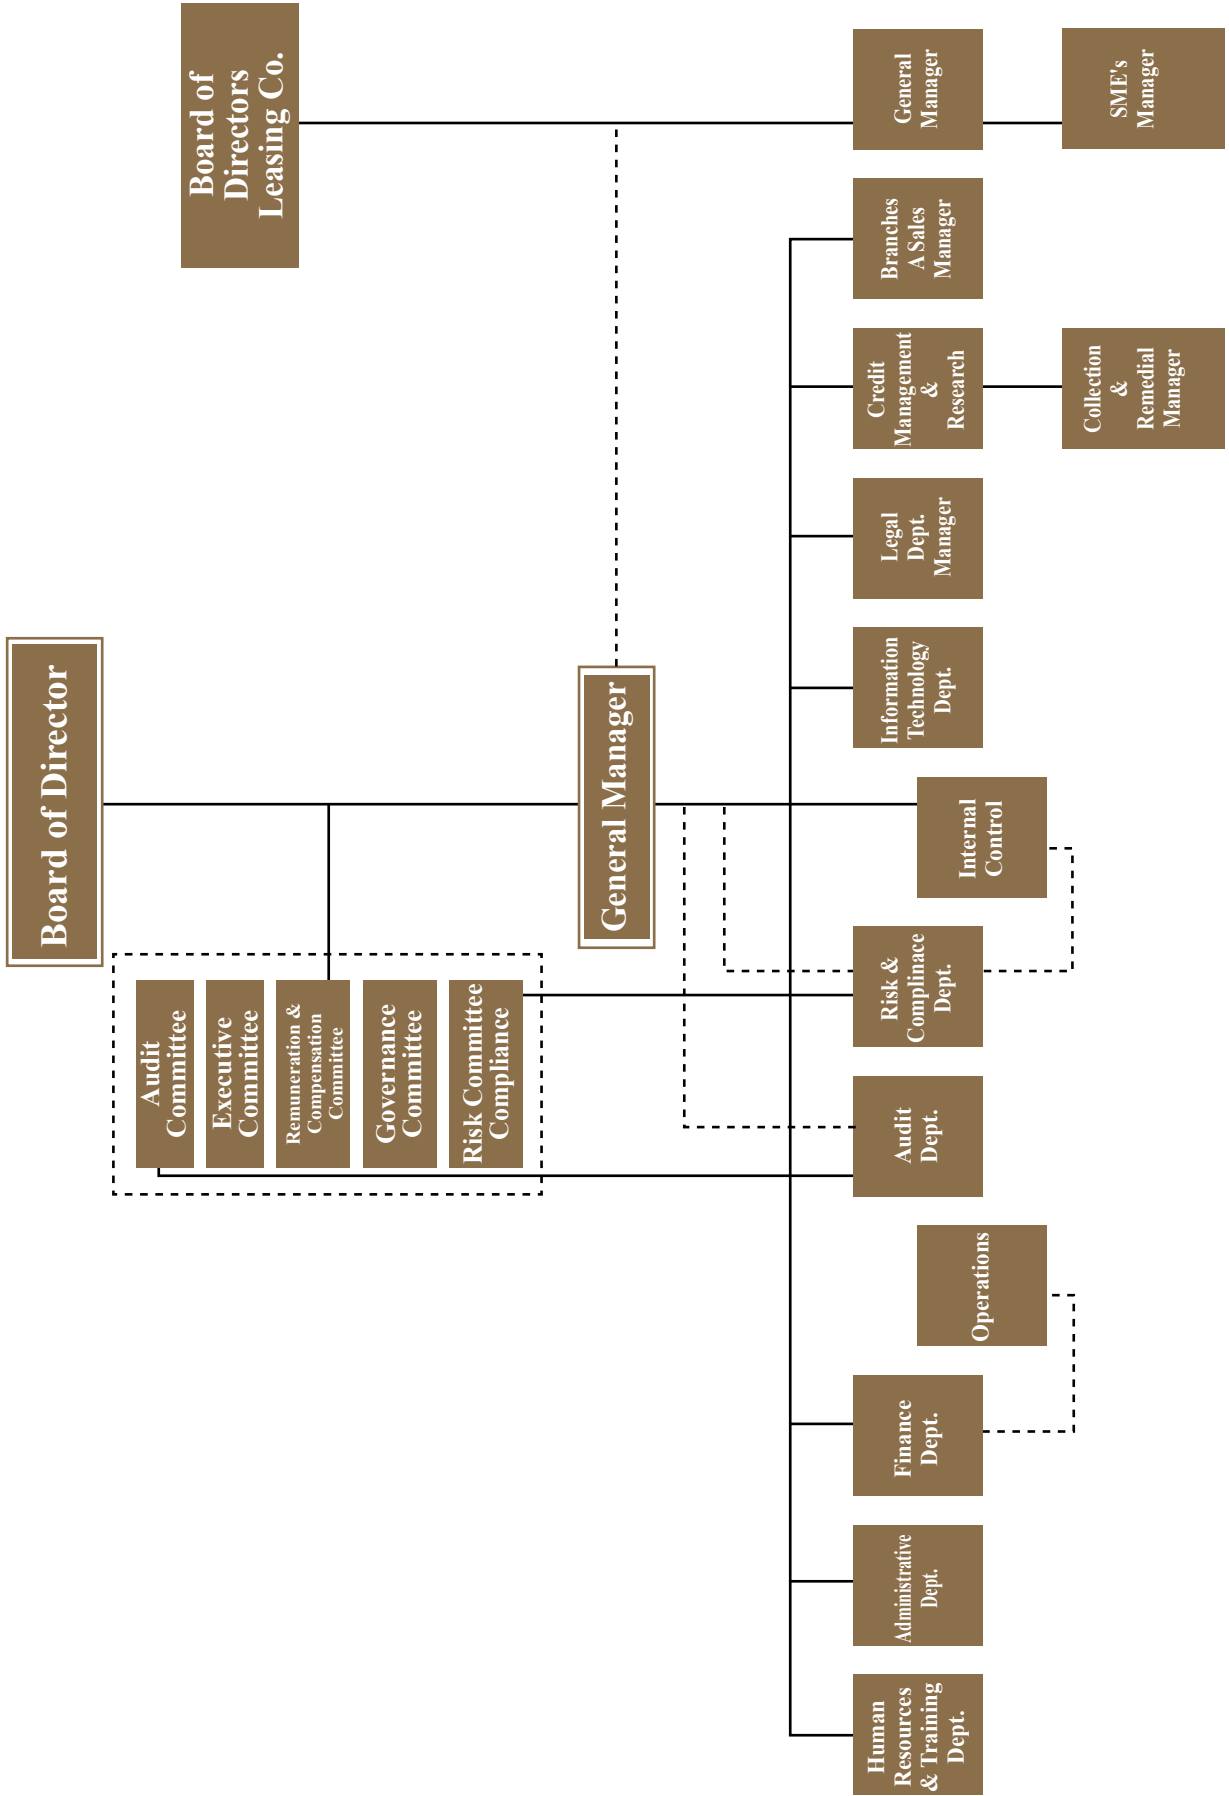 Board of Director
Board of
Directors
Leasing Co.
Audit
Committee
Executive
Committee
Remuneration &
Compensation
Committee
Governance
Committee
Risk Committee
Compliance
General Manager
Human
Resources
& Training
Dept.
Administrative
Dept.
Finance
Dept.
Operations
Audit
Dept.
Risk &
Complinace
Dept.
Internal
Control
Information
Technology
Dept.
Legal
Dept.
Manager
Credit
Management
&
Research
Branches
A Sales
Manager
General
Manager
Collection
&
Remedial
Manager
SME's
Manager